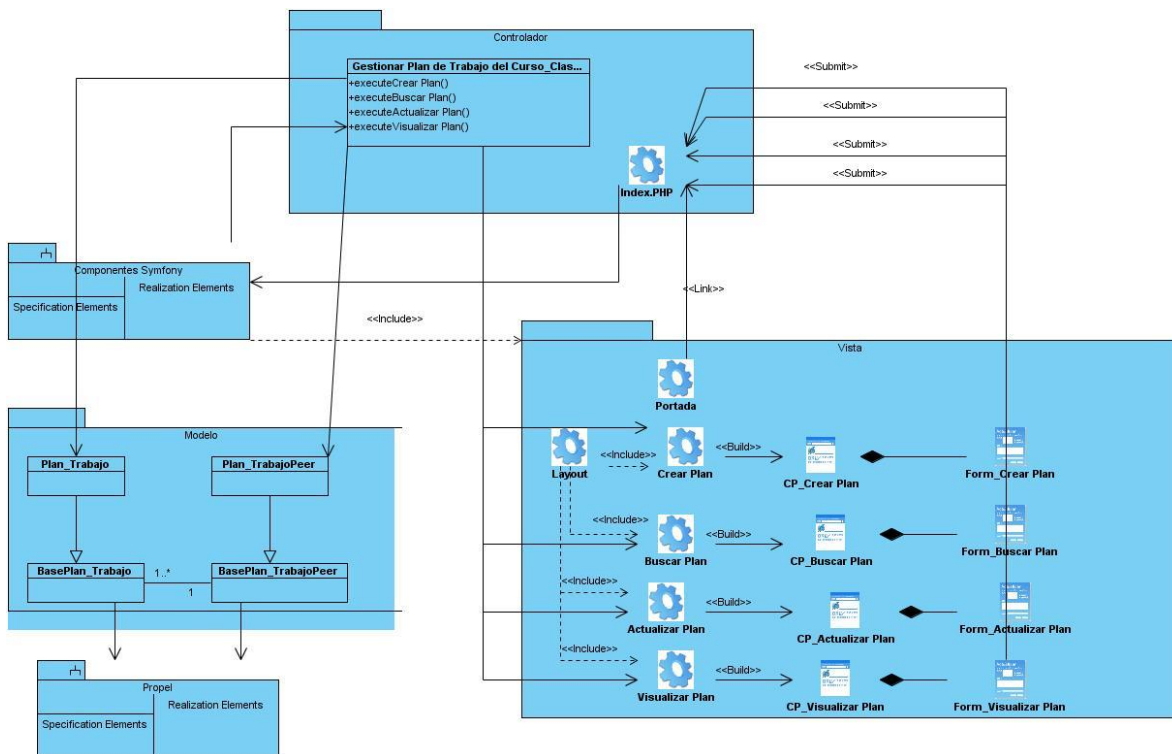 Controlador
Gestionar Plan de Trabajo del Curso_Clas...
+executeCrear Plan()
+executeBuscar Plan()
+executeActualizar Plan()
+executeVisualizar Plan()
Index.PHP
<<Submit>>
<<Submit>>
<<Submit>>
<<Submit>>
Componentes Symfony
Specification Elements
Realization Elements
<<Include>>
<<Link>>
Vista
Portada
Layout
<<Include>>
Crear Plan
<<Build>>
CP_Crear Plan
Form_Crear Plan
<<Include>>
Buscar Plan
<<Build>>
CP_Buscar Plan
Form_Buscar Plan
<<Include>>
Actualizar Plan
<<Build>>
CP_Actualizar Plan
Form_Actualizar Plan
<<Include>>
Visualizar Plan
<<Build>>
CP_Visualizar Plan
Form_Visualizar Plan
Modelo
Plan_Trabajo
Plan_TrabajoPeer
BasePlan_Trabajo
1..*
1
BasePlan_TrabajoPeer
Propel
Specification Elements
Realization Elements